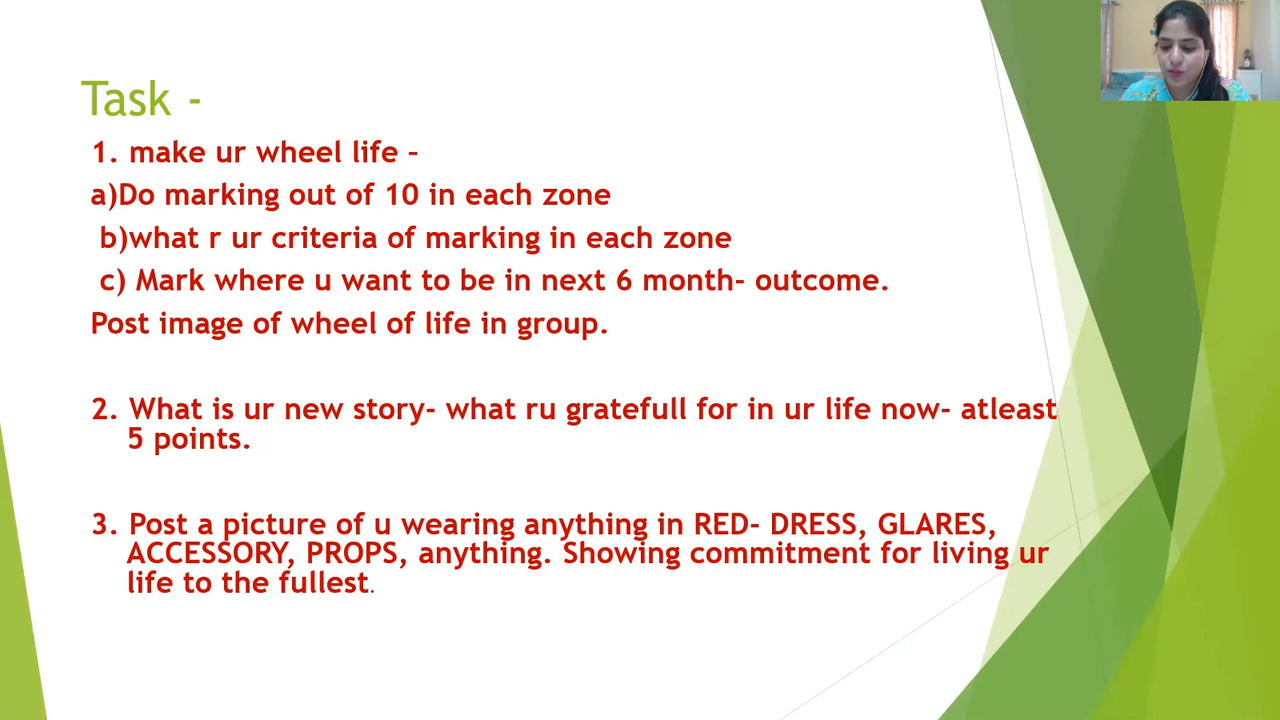 Task -
1. make ur wheel life –
a)Do marking out of 10 in each zone
b)what r ur criteria of marking in each zone
c) Mark where u want to be in next 6 month- outcome.
Post image of wheel of life in group.
2. What is ur new story- what ru gratefull for in ur life now- atleast
5 points.
3. Post a picture of u wearing anything in RED- DRESS, GLARES,
ACCESSORY, PROPS, anything. Showing commitment for living ur
life to the fullest.